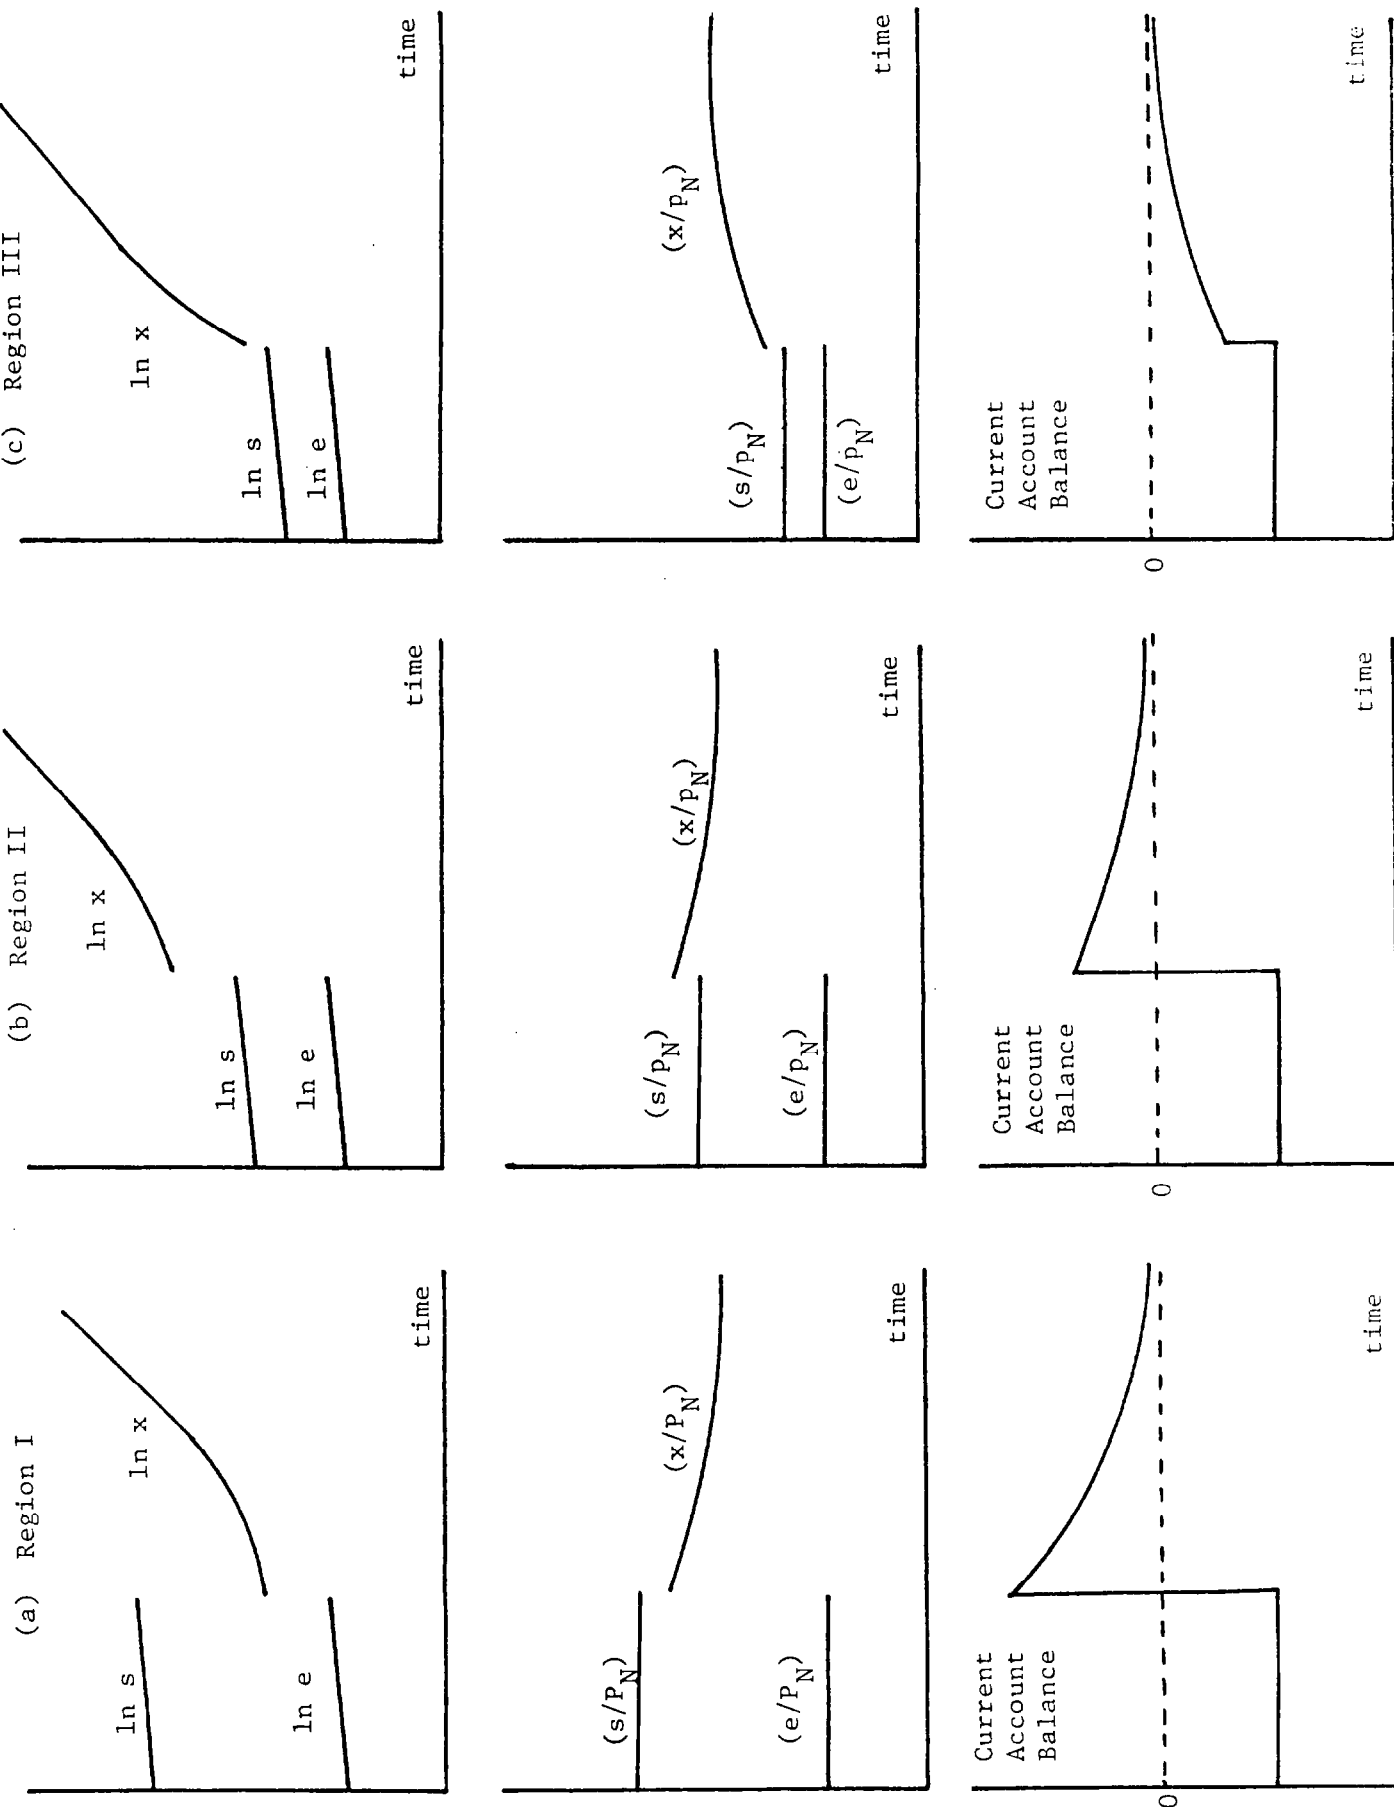 (a) Region I
ln s
ln x
ln e
time
(s/P_N)
(x/P_N)
(e/P_N)
time
Current
Account
Balance
0
time
(b) Region II
ln x
ln s
ln e
time
(s/p_N)
(x/p_N)
(e/p_N)
time
Current
Account
Balance
0
time
(c) Region III
ln x
ln s
ln e
time
(x/p_N)
(s/p_N)
(e/p_N)
time
Current
Account
Balance
0
time